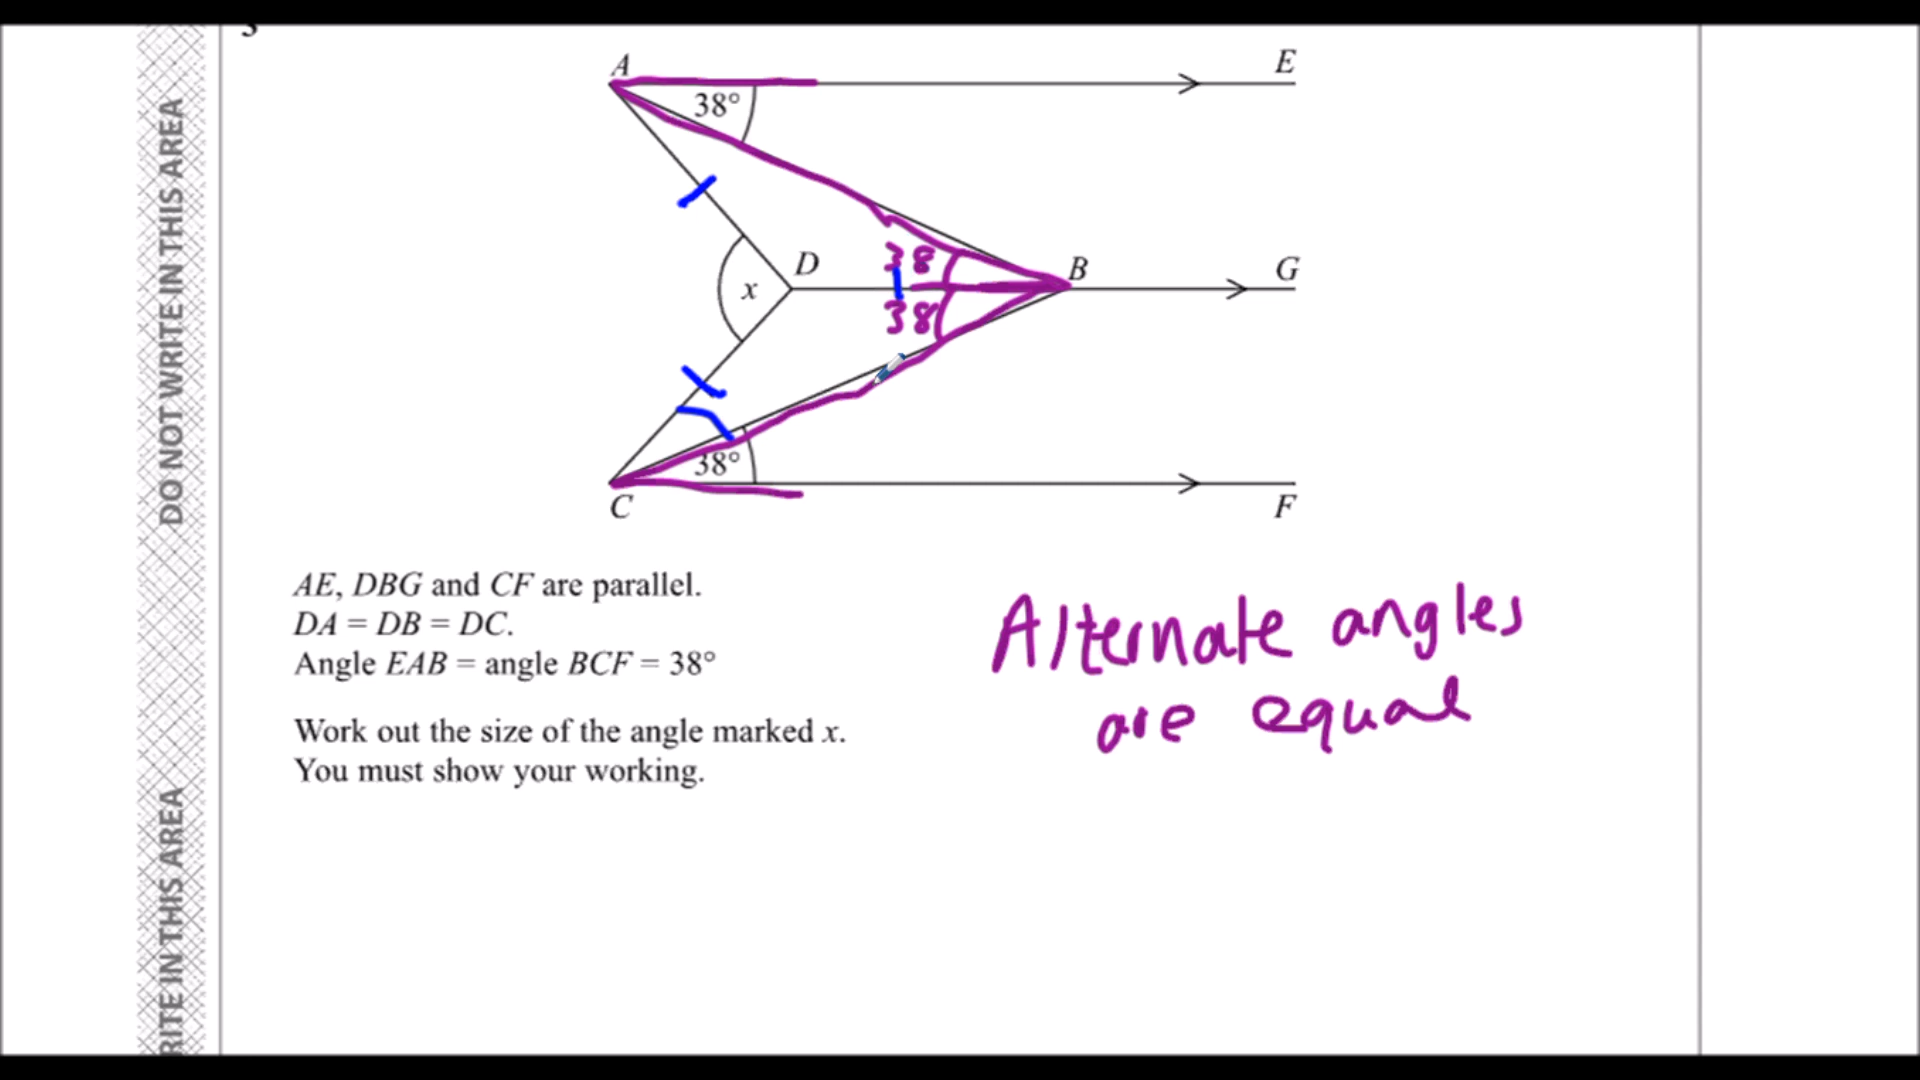 A
E
38°
D
B
G
38
x
38
38°
C
F
AE, DBG and CF are parallel.
DA = DB = DC.
Angle EAB = angle BCF = 38°
Work out the size of the angle marked x.
You must show your working.
Alternate angles
are equal
DO NOT WRITE IN THIS AREA
RITE IN THIS AREA